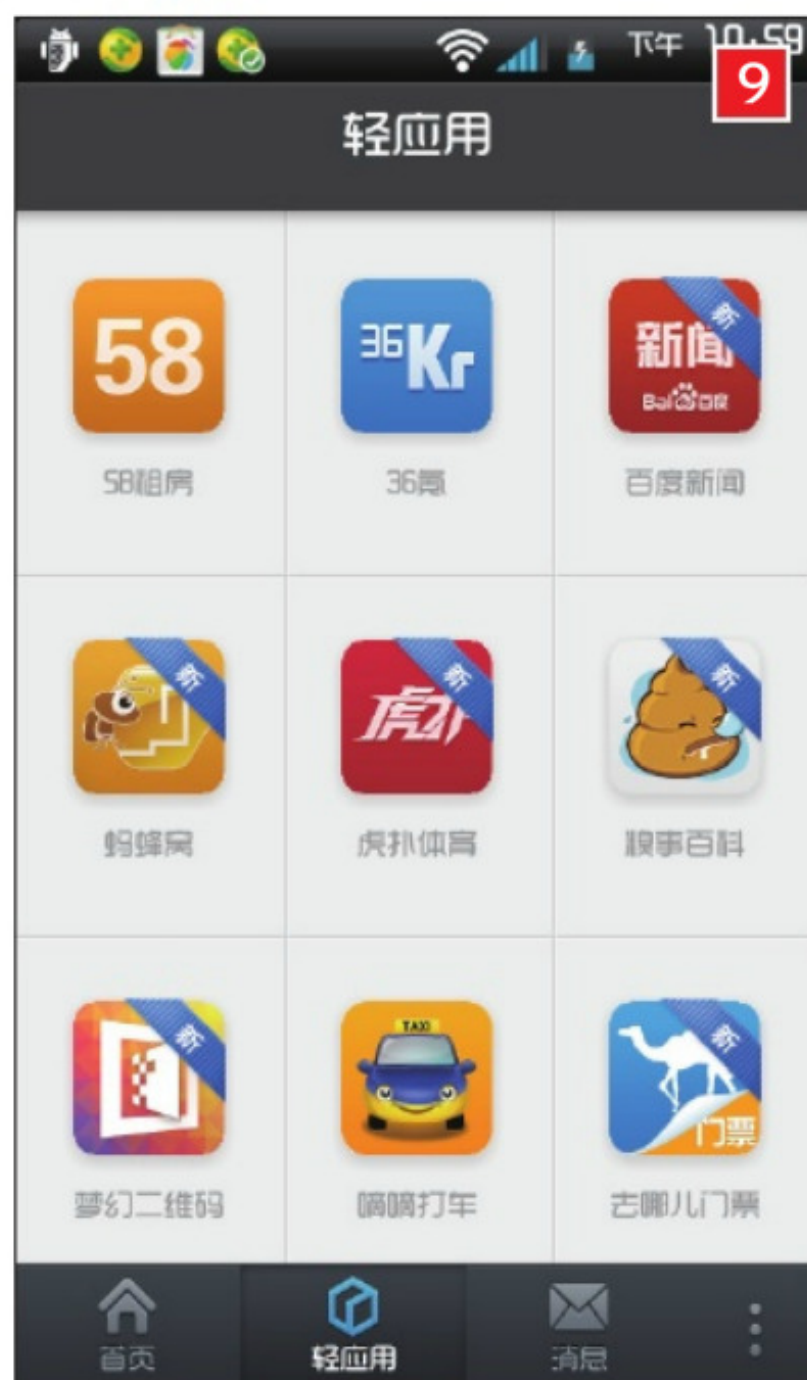 下午 10:59
9
轻应用
58
36Kr
新闻
新
Bai百度
58租房
36氪
百度新闻
新
虎扑
新
新
蚂蜂窝
虎扑体育
糗事百科
新
TAXI
新
门票
梦幻二维码
嘀嘀打车
去哪儿门票
首页
轻应用
消息